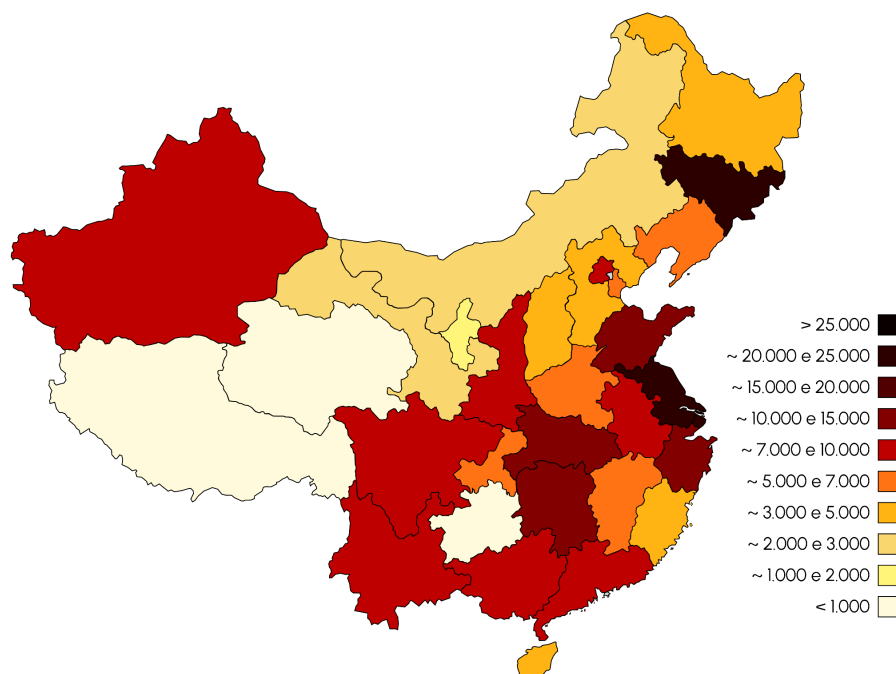 > 25.000
~ 20.000 e 25.000
~ 15.000 e 20.000
~ 10.000 e 15.000
~ 7.000 e 10.000
~ 5.000 e 7.000
~ 3.000 e 5.000
~ 2.000 e 3.000
~ 1.000 e 2.000
< 1.000